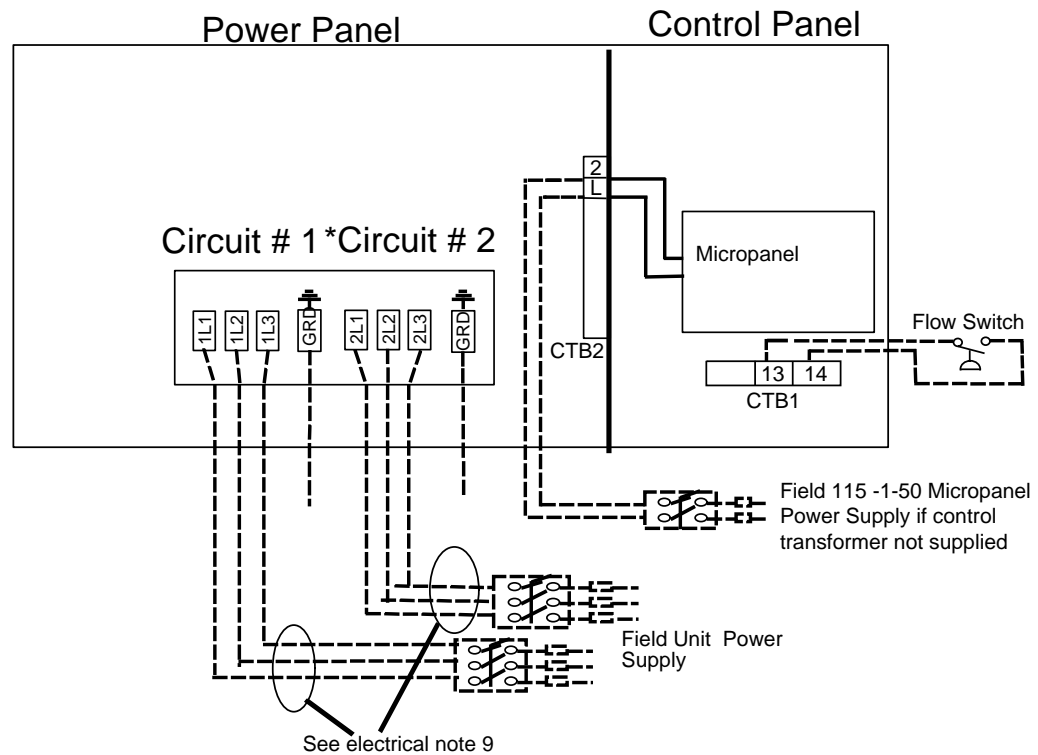 Power Panel
Control Panel
2
L
Circuit # 1 *Circuit # 2
Micropanel
1L1
1L2
1L3
GRD
2L1
2L2
2L3
GRD
Flow Switch
CTB2
13 14
CTB1
Field 115 -1-50 Micropanel
Power Supply if control
transformer not supplied
Field Unit Power
Supply
See electrical note 9